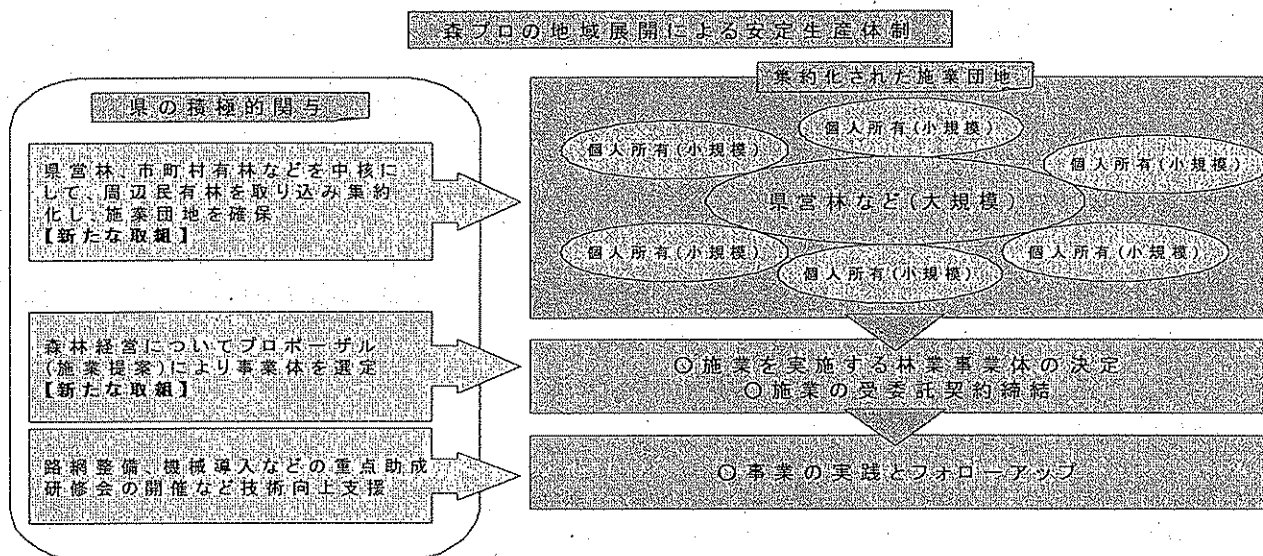 森プロの地域展開による安定生産体制
県の積極的関与
県営林、市町村有林などを中核に
して、周辺民有林を取り込み集約
化し、施業団地を確保
【新たな取組】
森林経営についてプロポーザル
(施業提案)により事業体を選定
【新たな取組】
路網整備、機械導入などの重点助成
研修会の開催など技術向上支援
集約化された施業団地
個人所有(小規模)
個人所有(小規模)
個人所有(小規模)
県営林など(大規模)
個人所有(小規模)
個人所有(小規模)
個人所有(小規模)
○施業を実施する林業事業体の決定
○施業の受委託契約締結
○事業の実践とフォローアップ